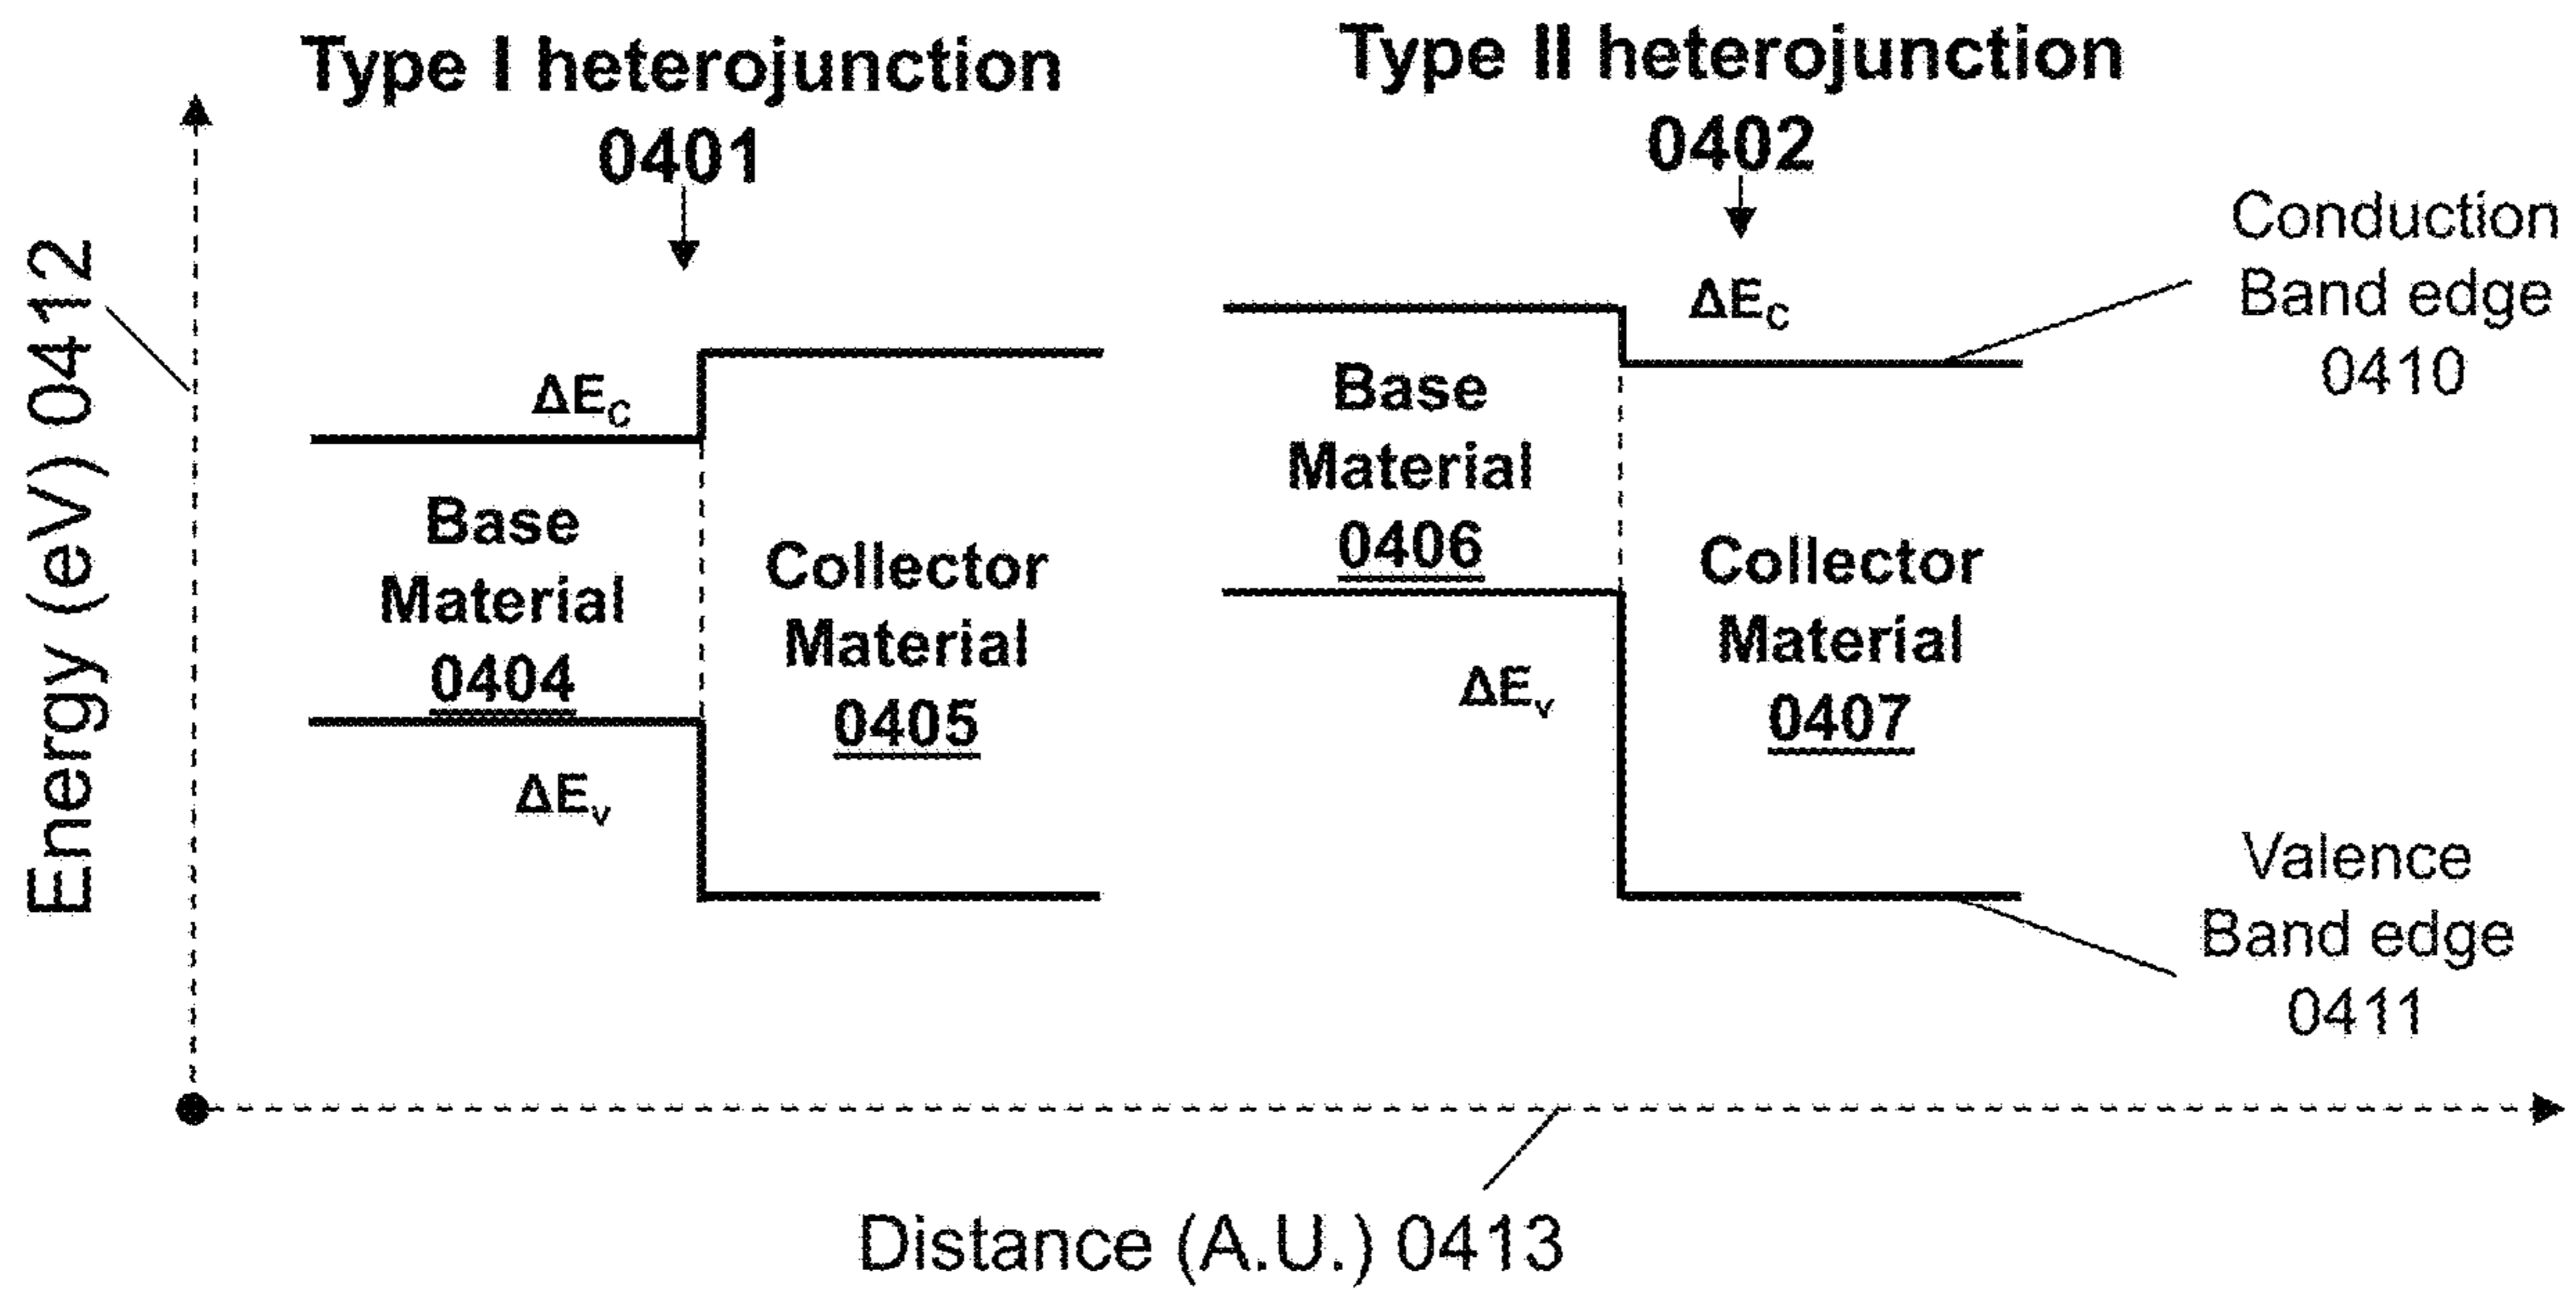 Type I heterojunction
0401
Type II heterojunction
0402
Energy (eV) 0412
ΔEC
Base
Material
0404
ΔEv
Collector
Material
0405
ΔEC
Base
Material
0406
ΔEv
Collector
Material
0407
Conduction
Band edge
0410
Valence
Band edge
0411
Distance (A.U.) 0413